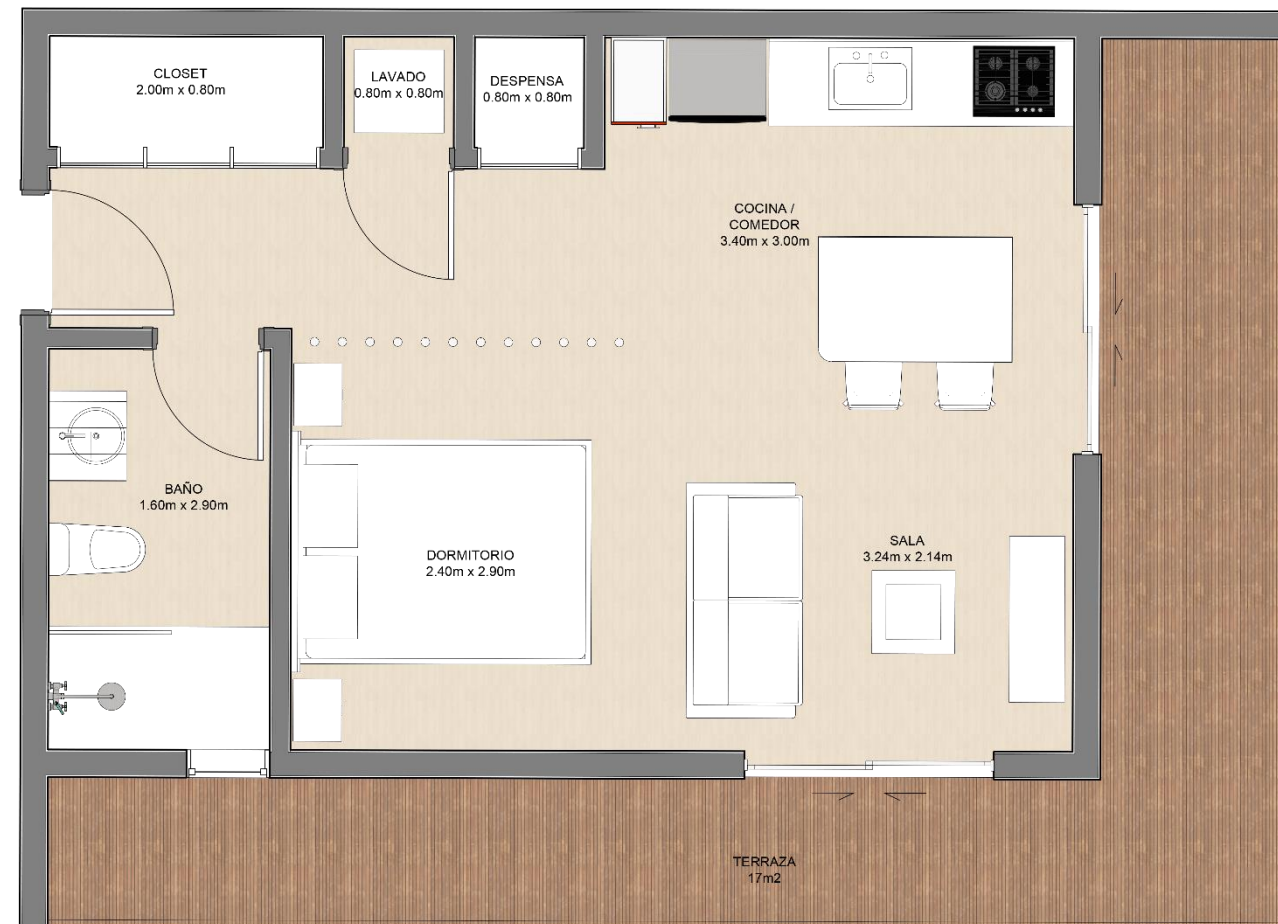 CLOSET
2.00m x 0.80m
LAVADO
0.80m x 0.80m
DESPENSA
0.80m x 0.80m
COCINA /
COMEDOR
3.40m x 3.00m
BAÑO
1.60m x 2.90m
DORMITORIO
2.40m x 2.90m
SALA
3.24m x 2.14m
TERRAZA
17m2